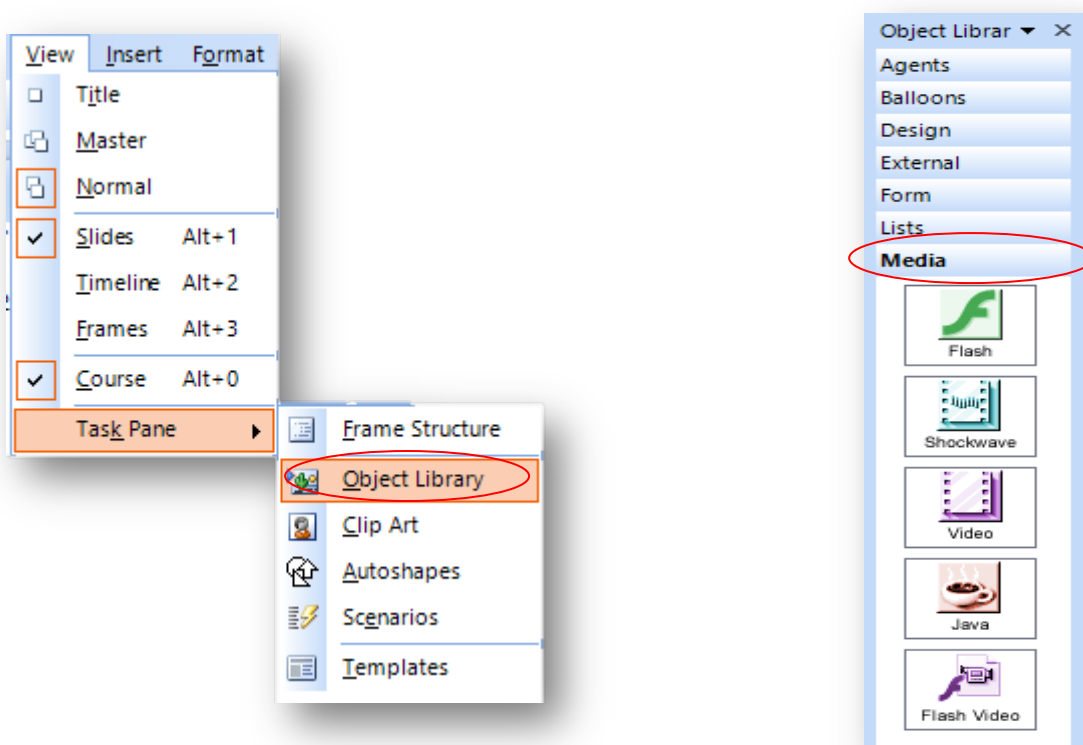 View Insert Format
Title
Master
Normal
Slides Alt+1
Timeline Alt+2
Frames Alt+3
Course Alt+0
Task Pane
Frame Structure
Object Library
Clip Art
Autoshapes
Scenarios
Templates
Object Librar
Agents
Balloons
Design
External
Form
Lists
Media
Flash
Shockwave
Video
Java
Flash Video